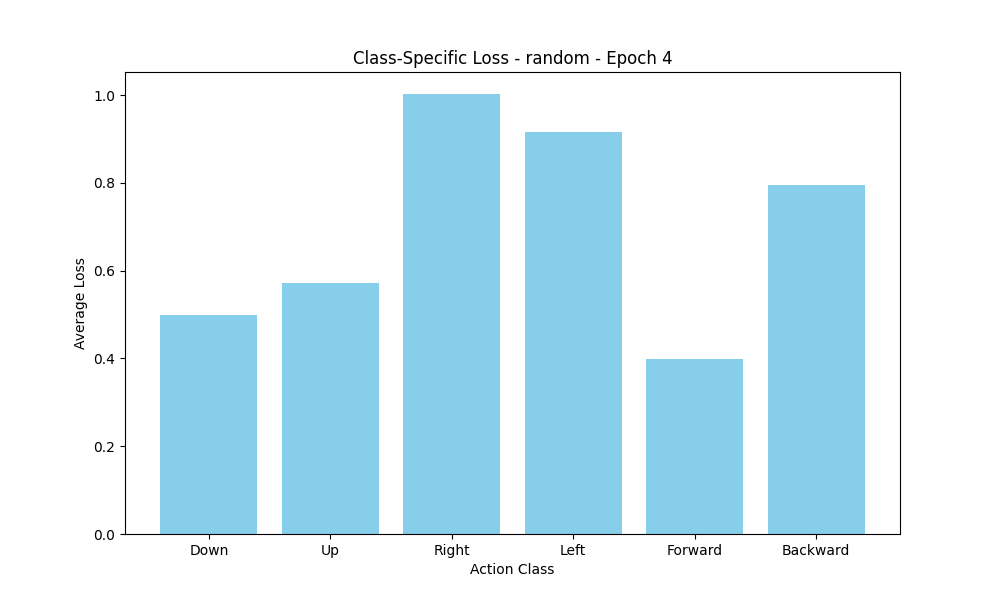 Class-Specific Loss - random - Epoch 4
Average Loss
1.0
0.8
0.6
0.4
0.2
0.0
Down Up Right Left Forward Backward
Action Class